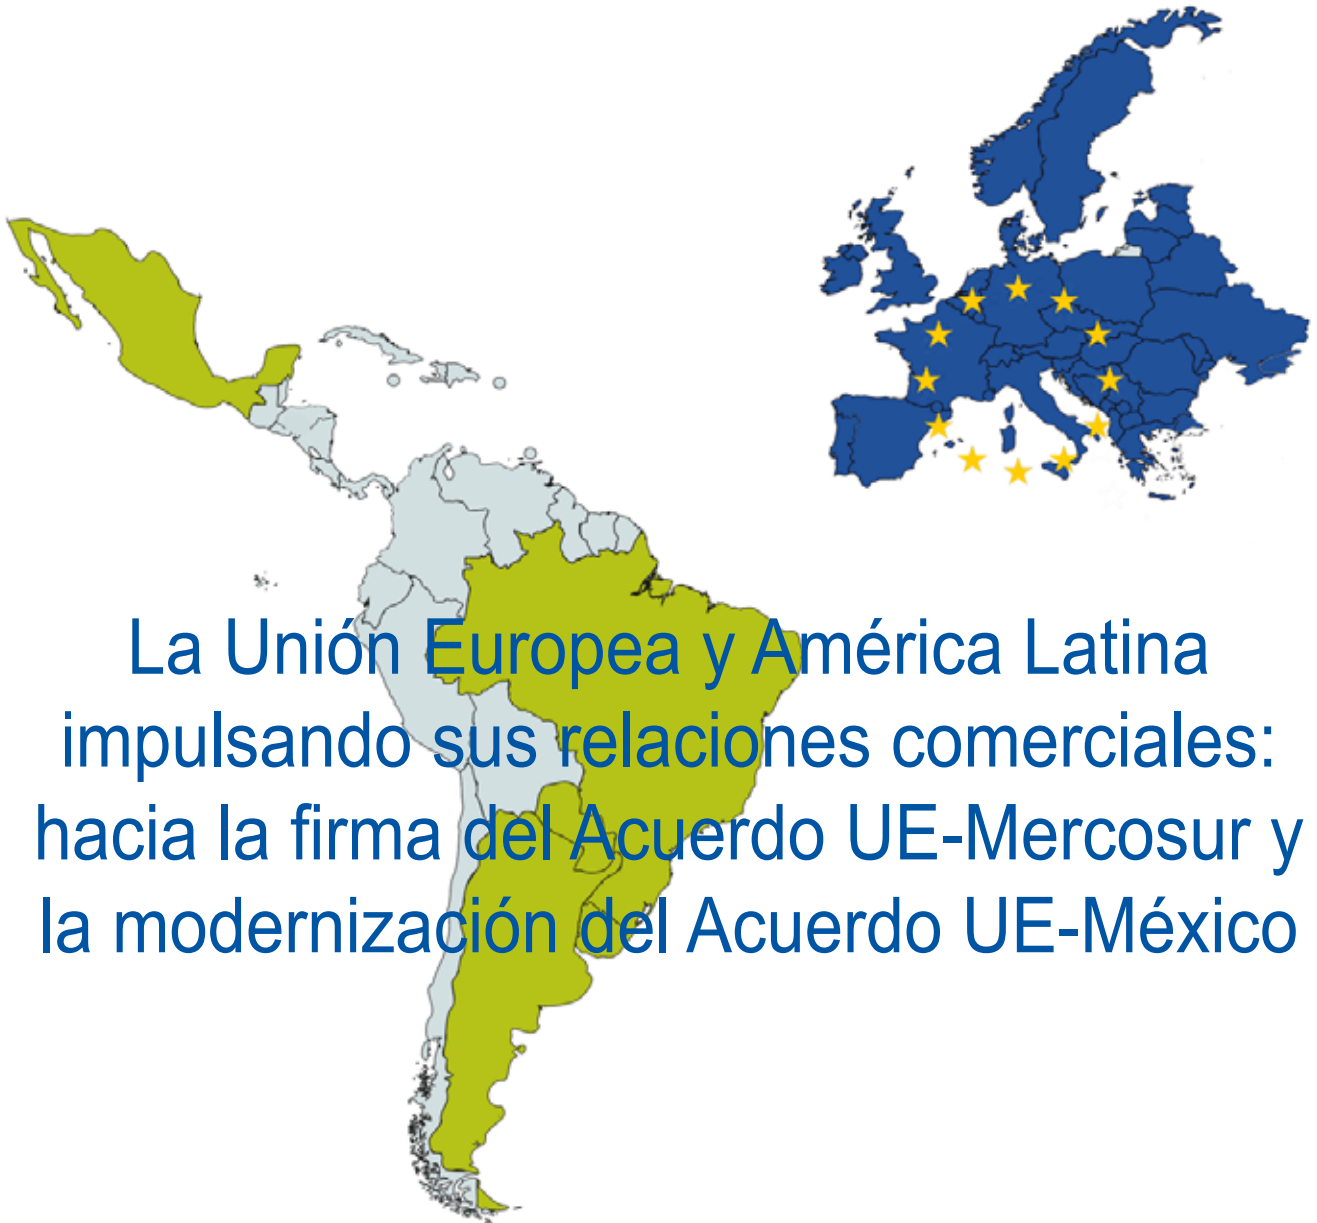 La Unión Europea y América Latina
impulsando sus relaciones comerciales:
hacia la firma del Acuerdo UE-Mercosur y
la modernización del Acuerdo UE-México